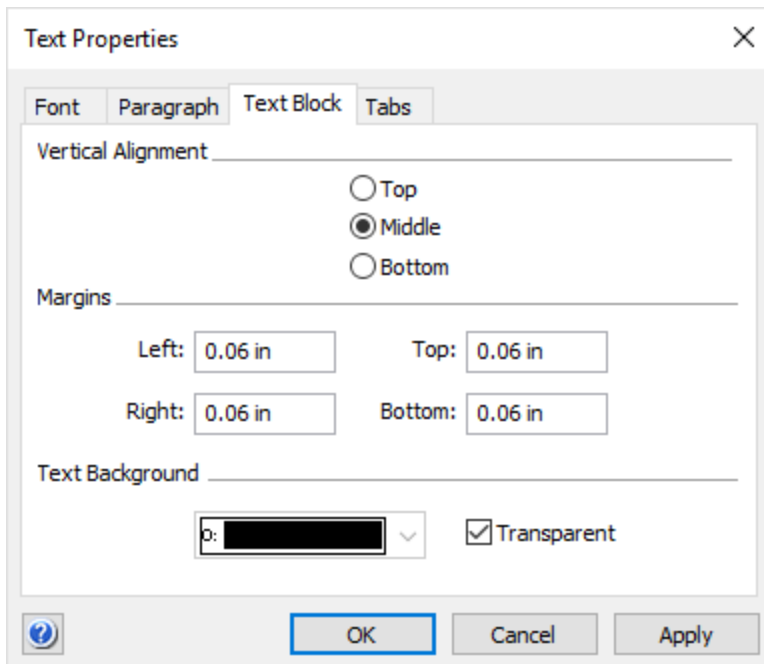 Text Properties
Font Paragraph Text Block Tabs
Vertical Alignment
Top
Middle
Bottom
Margins
Left: 0.06 in Top: 0.06 in
Right: 0.06 in Bottom: 0.06 in
Text Background
0: Transparent
OK Cancel Apply